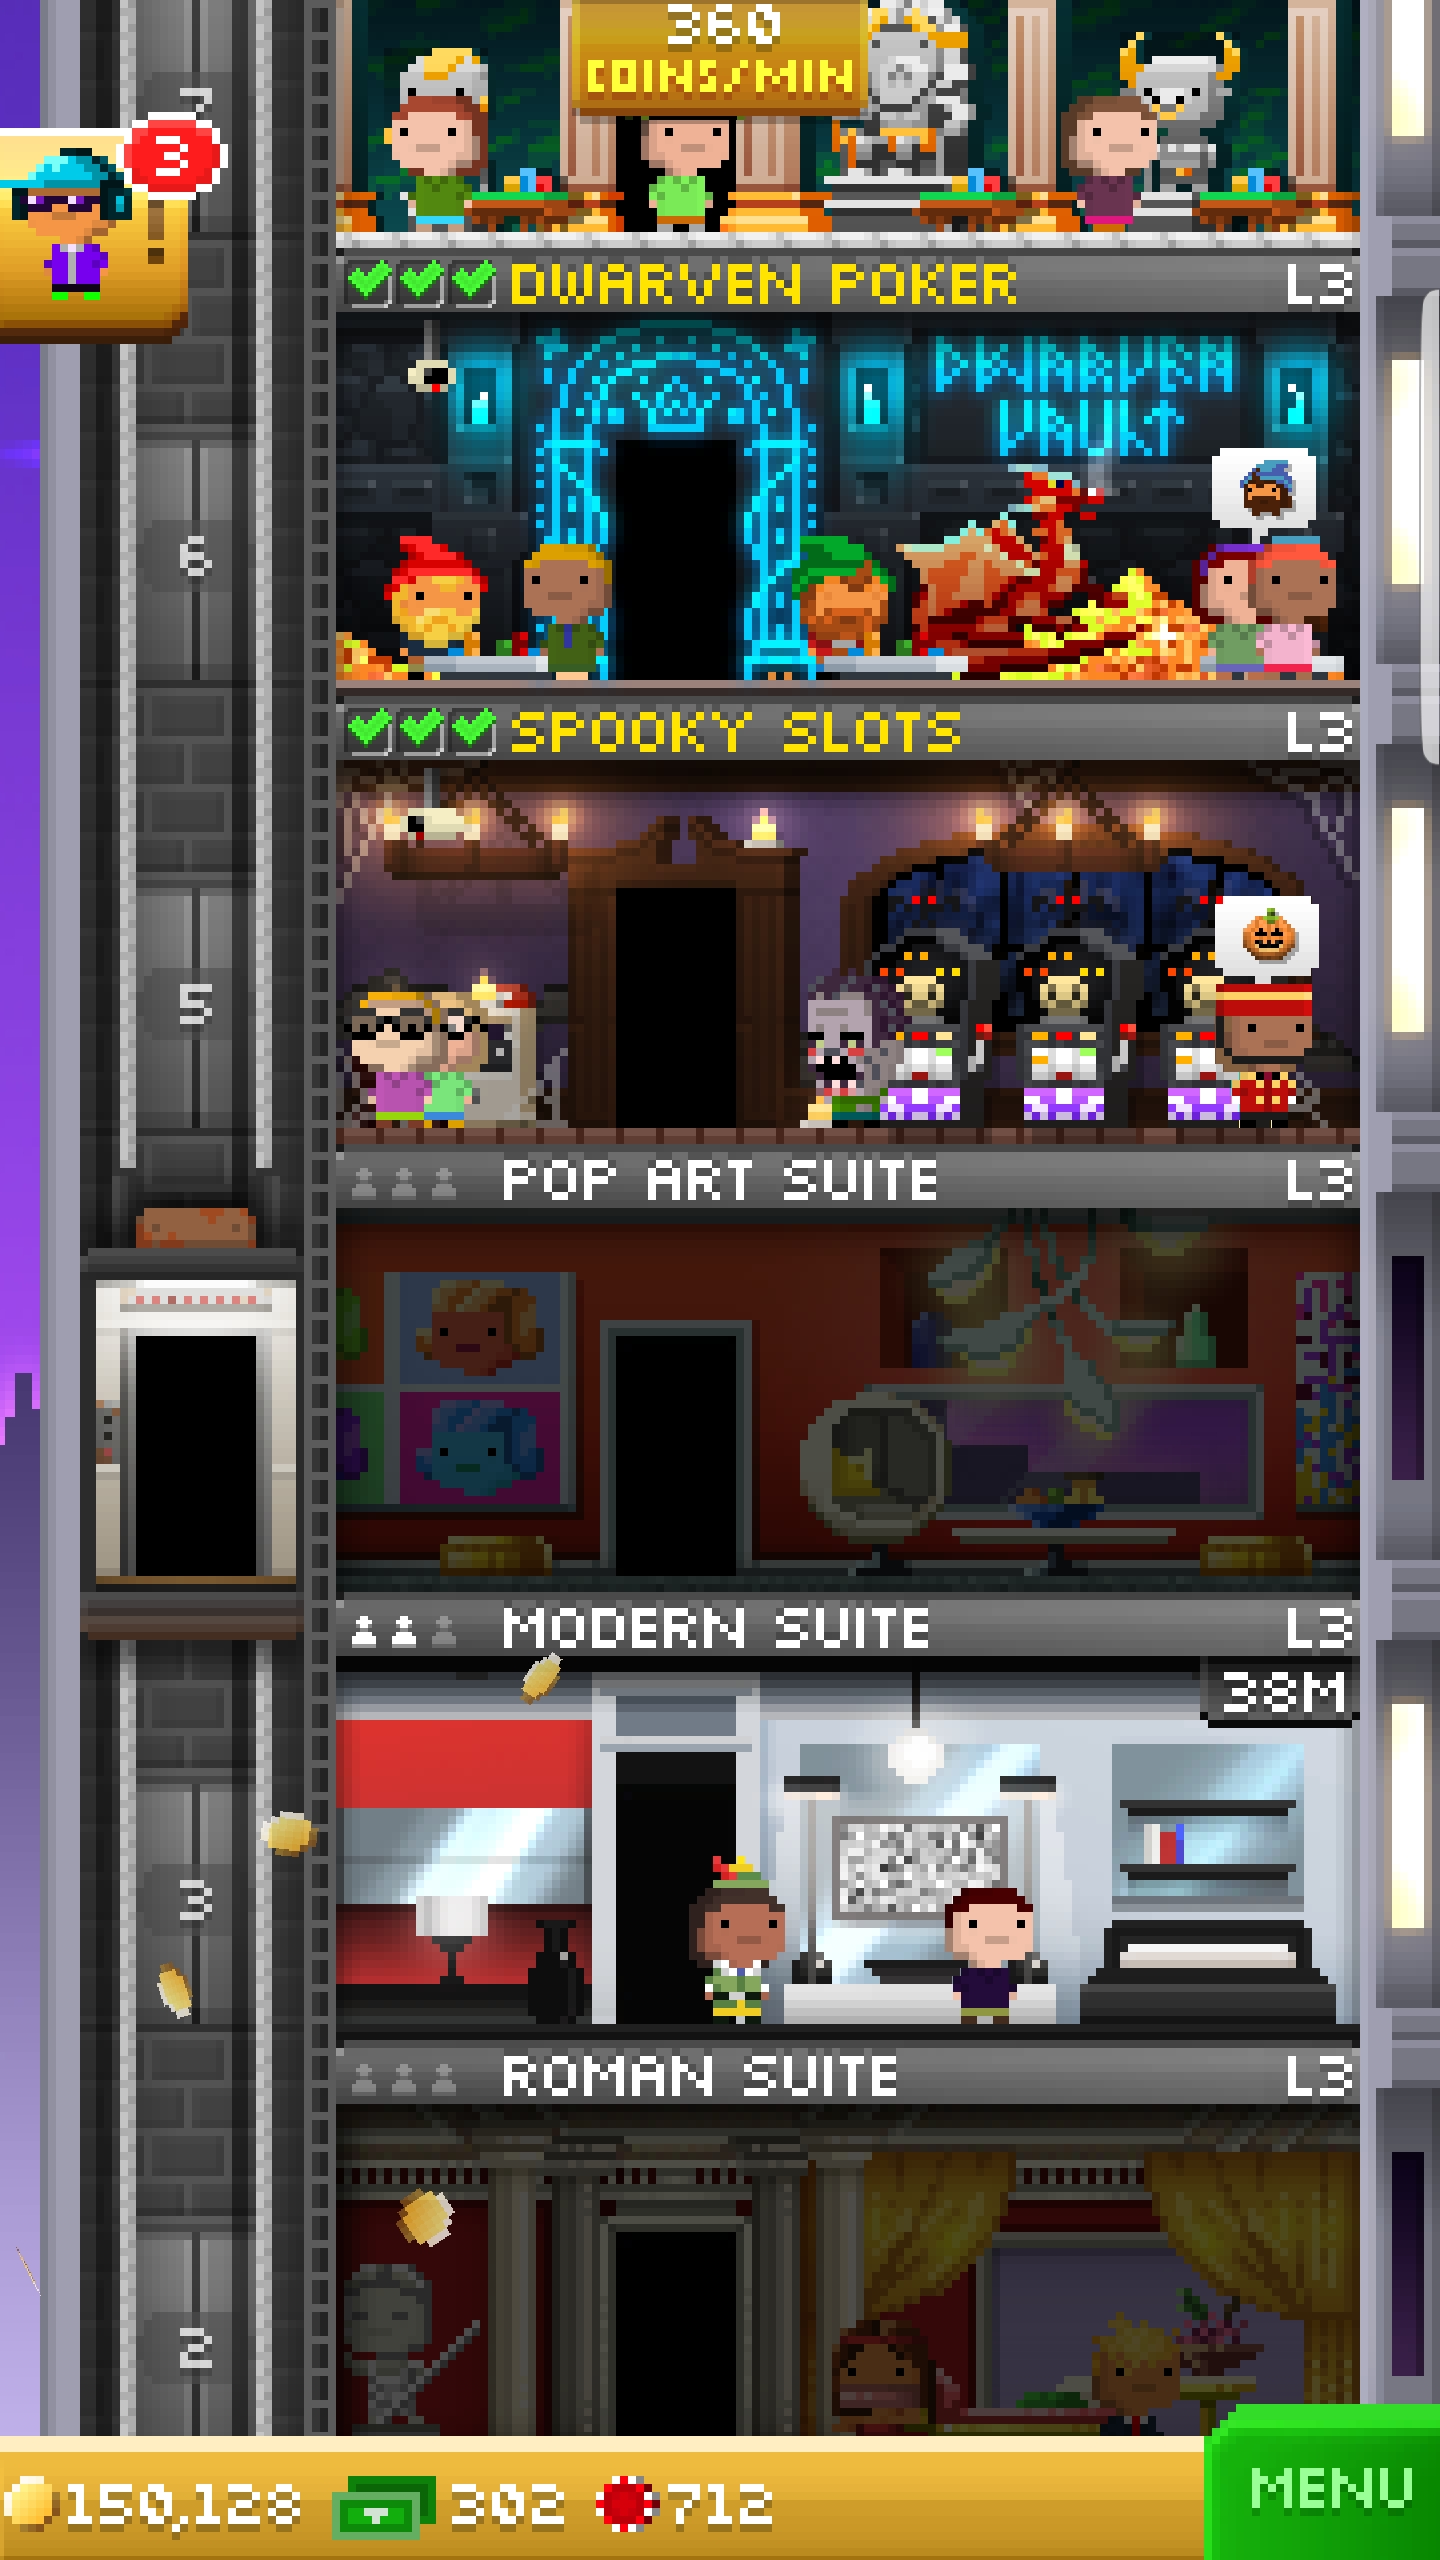 360
COINS/MIN
7
3
DWARVEN POKER L3
DWARVEN
VAULT
6
SPOOKY SLOTS L3
5
POP ART SUITE L3
MODERN SUITE L3
38M
3
ROMAN SUITE L3
2
150,128 302 712
MENU